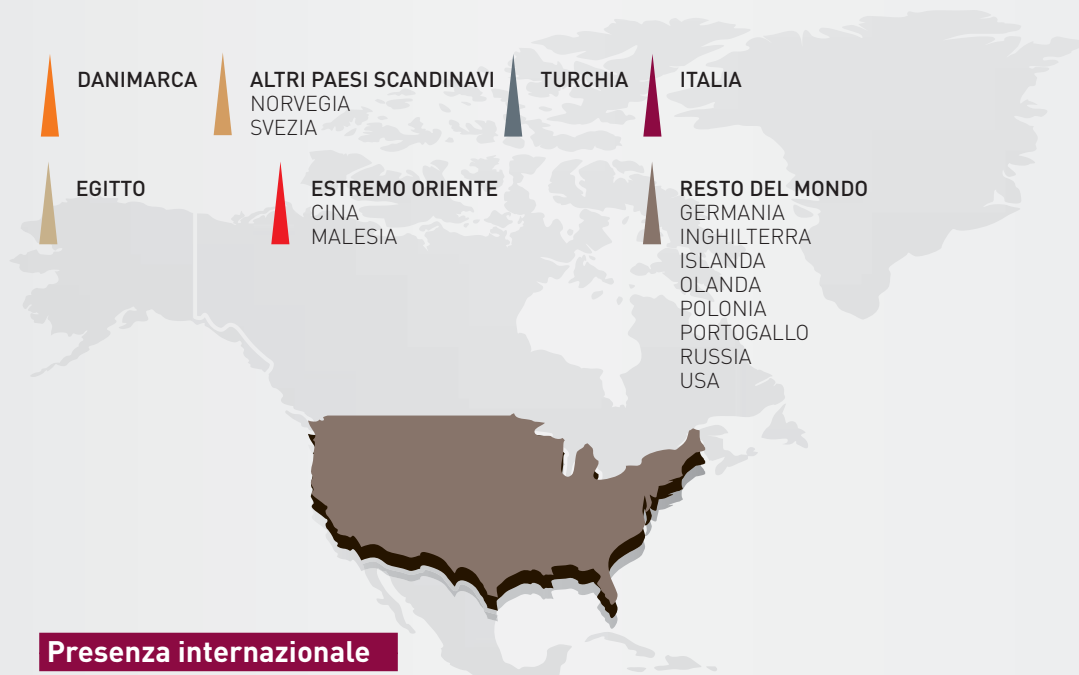 DANIMARCA
ALTRI PAESI SCANDINAVI
NORVEGIA
SVEZIA
TURCHIA
ITALIA
EGITTO
ESTREMO ORIENTE
CINA
MALESIA
RESTO DEL MONDO
GERMANIA
INGHILTERRA
ISLANDA
OLANDA
POLONIA
PORTOGALLO
RUSSIA
USA
Presenza internazionale